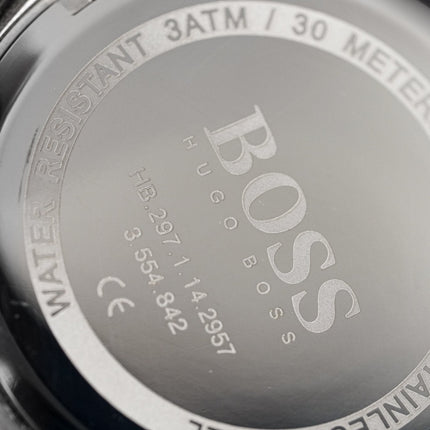 WATER RESISTANT 3ATM / 30 METER
BOSS
HUGO BOSS
HB.297.1.14.2957
3.554.842
CE